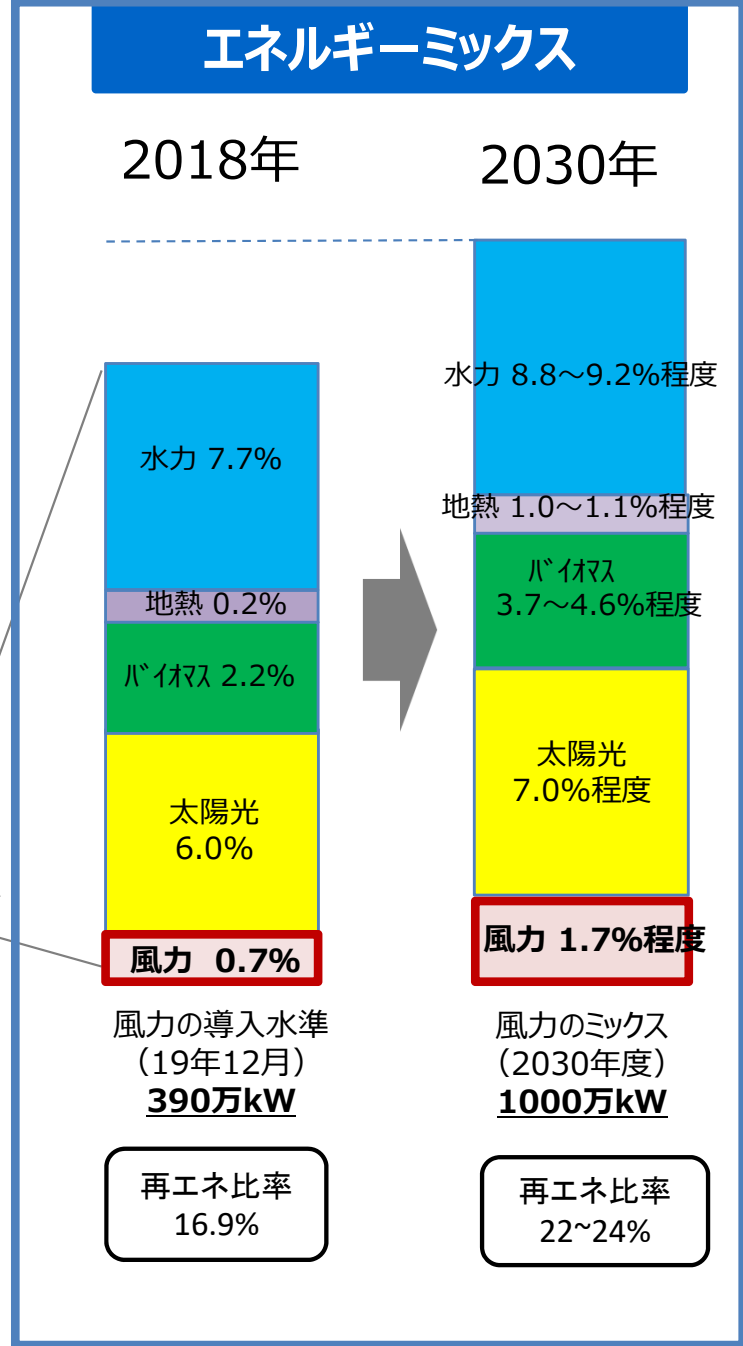 エネルギーミックス
2018年
2030年
水力 7.7%
地熱 0.2%
ﾊﾞｲｵﾏｽ 2.2%
太陽光
6.0%
風力 0.7%
水力 8.8～9.2%程度
地熱 1.0～1.1%程度
ﾊﾞｲｵﾏｽ
3.7～4.6%程度
太陽光
7.0%程度
風力 1.7%程度
風力の導入水準
（19年12月）
390万kW
風力のミックス
（2030年度）
1000万kW
再エネ比率
16.9%
再エネ比率
22~24%